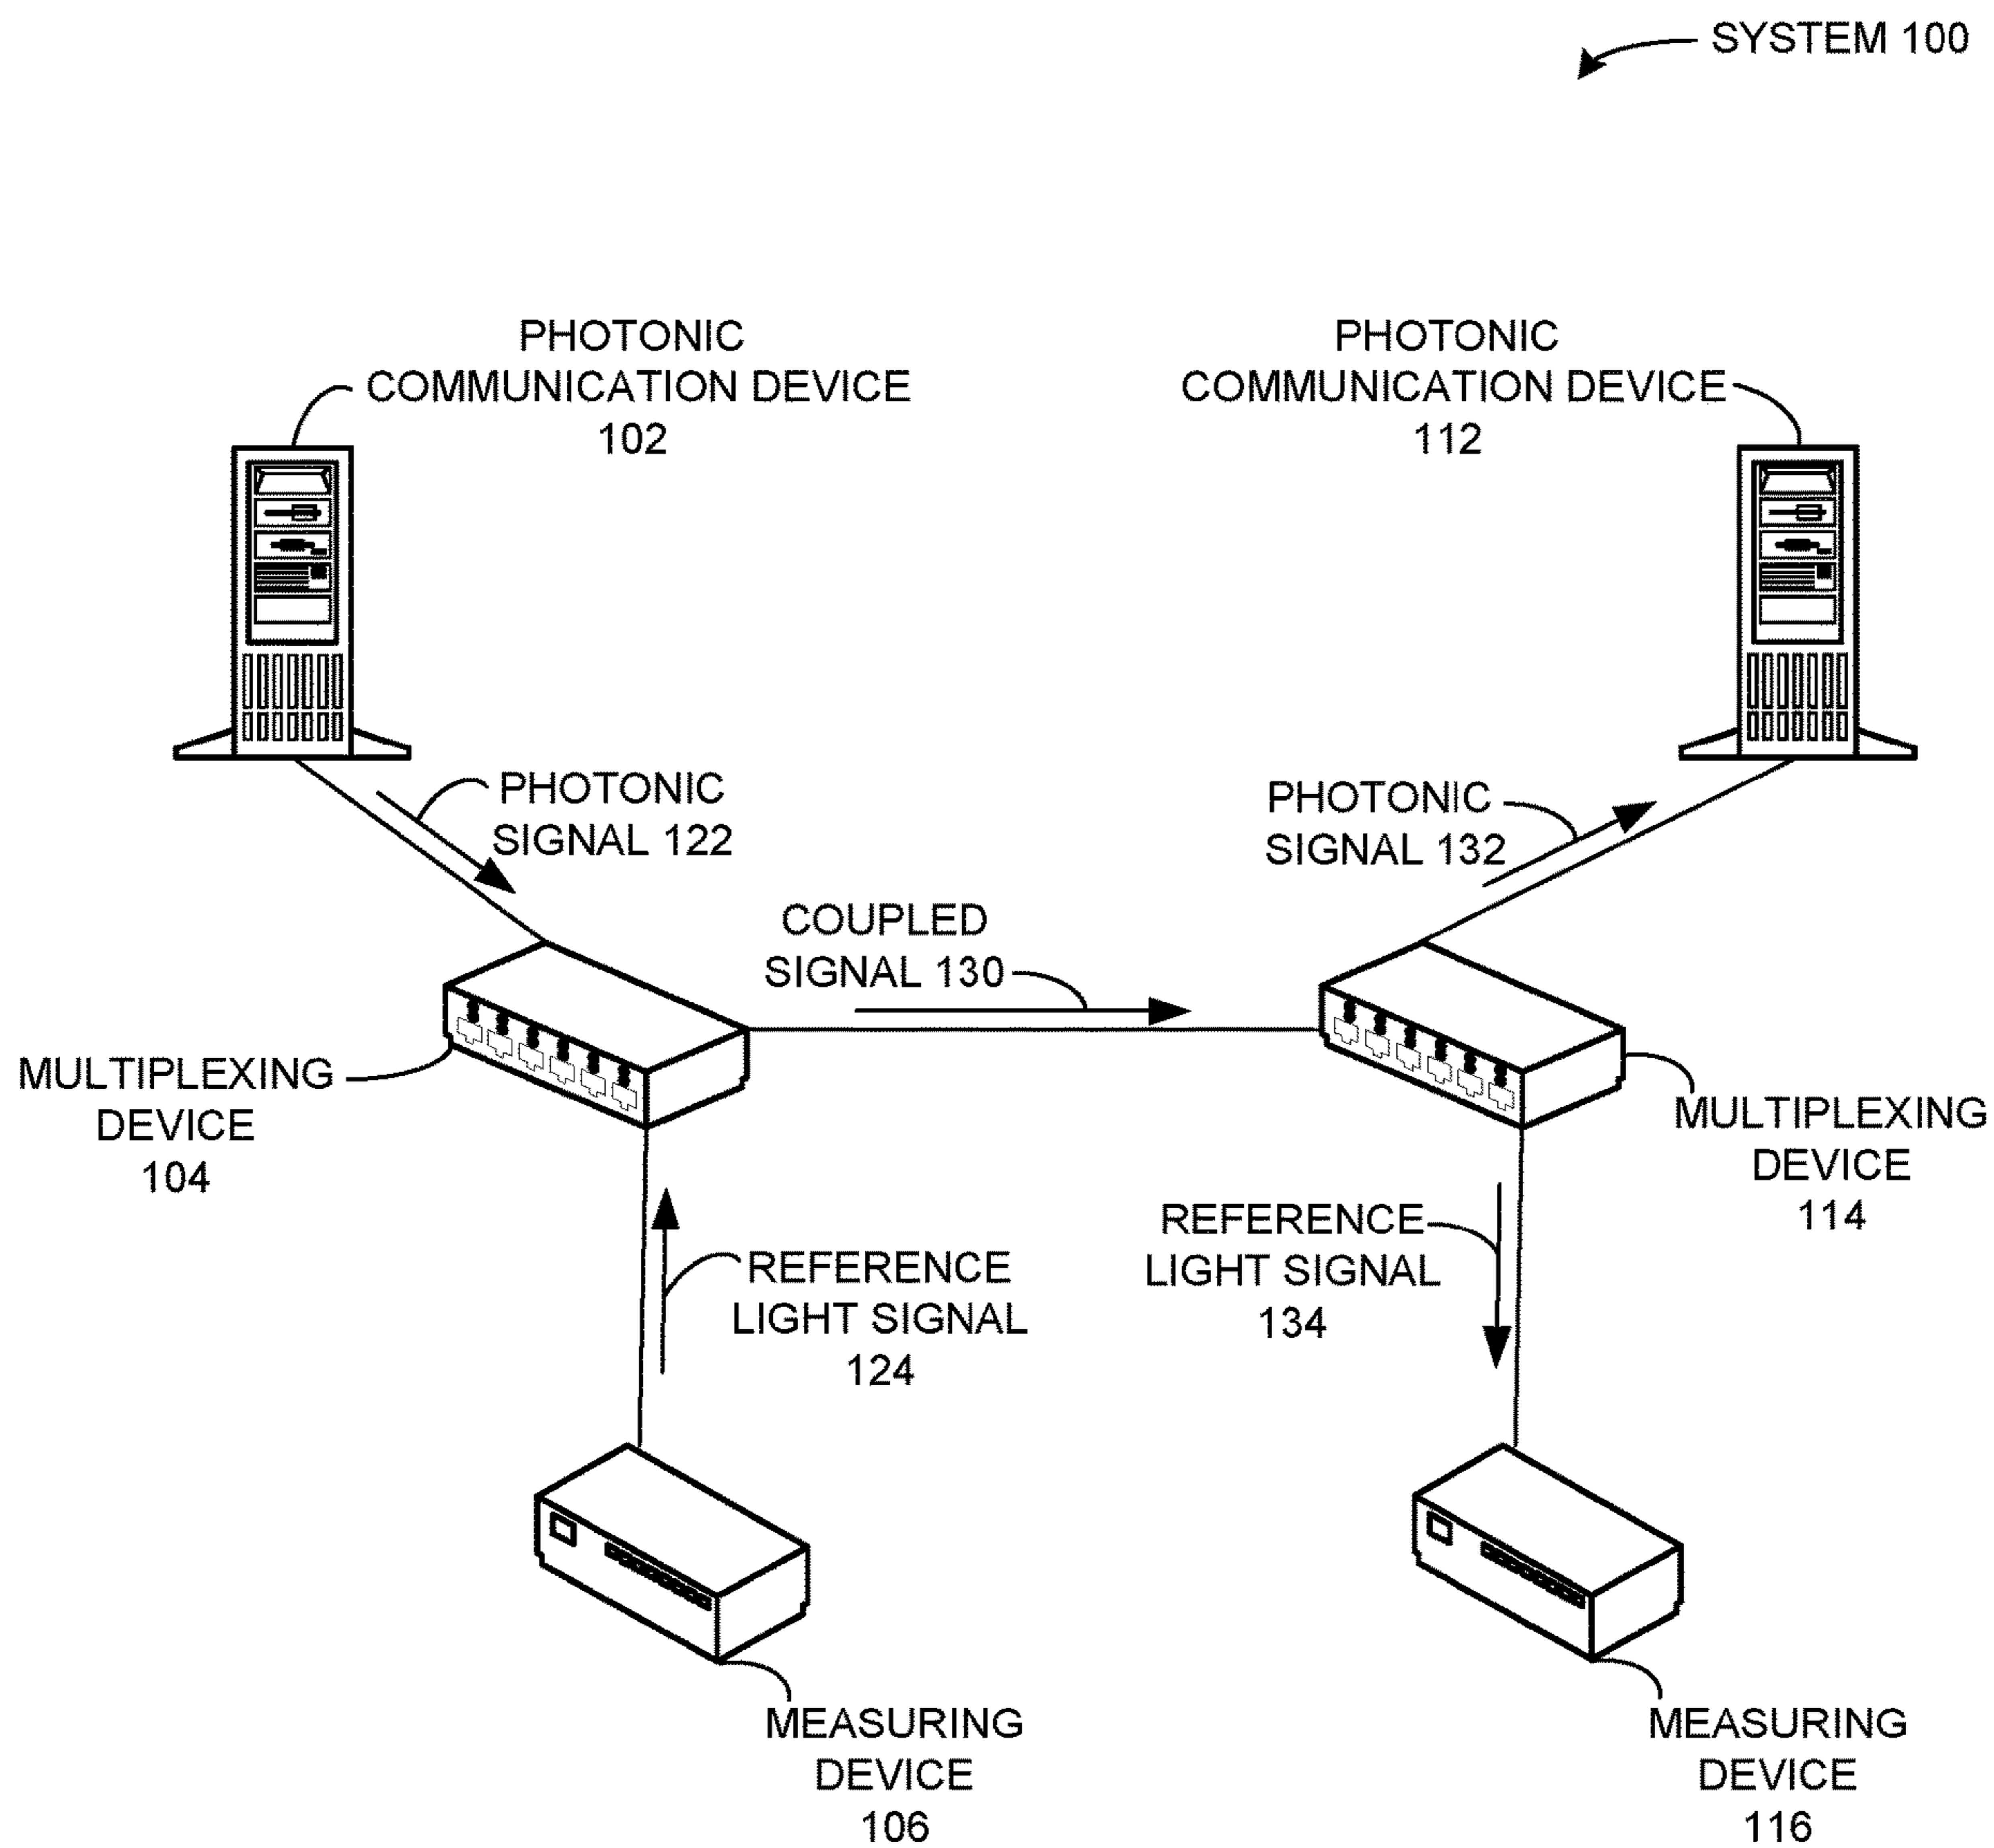 SYSTEM 100
PHOTONIC
COMMUNICATION DEVICE
102
PHOTONIC
COMMUNICATION DEVICE
112
PHOTONIC
SIGNAL 122
PHOTONIC
SIGNAL 132
COUPLED
SIGNAL 130
MULTIPLEXING
DEVICE
104
MULTIPLEXING
DEVICE
114
REFERENCE
LIGHT SIGNAL
124
REFERENCE
LIGHT SIGNAL
134
MEASURING
DEVICE
106
MEASURING
DEVICE
116